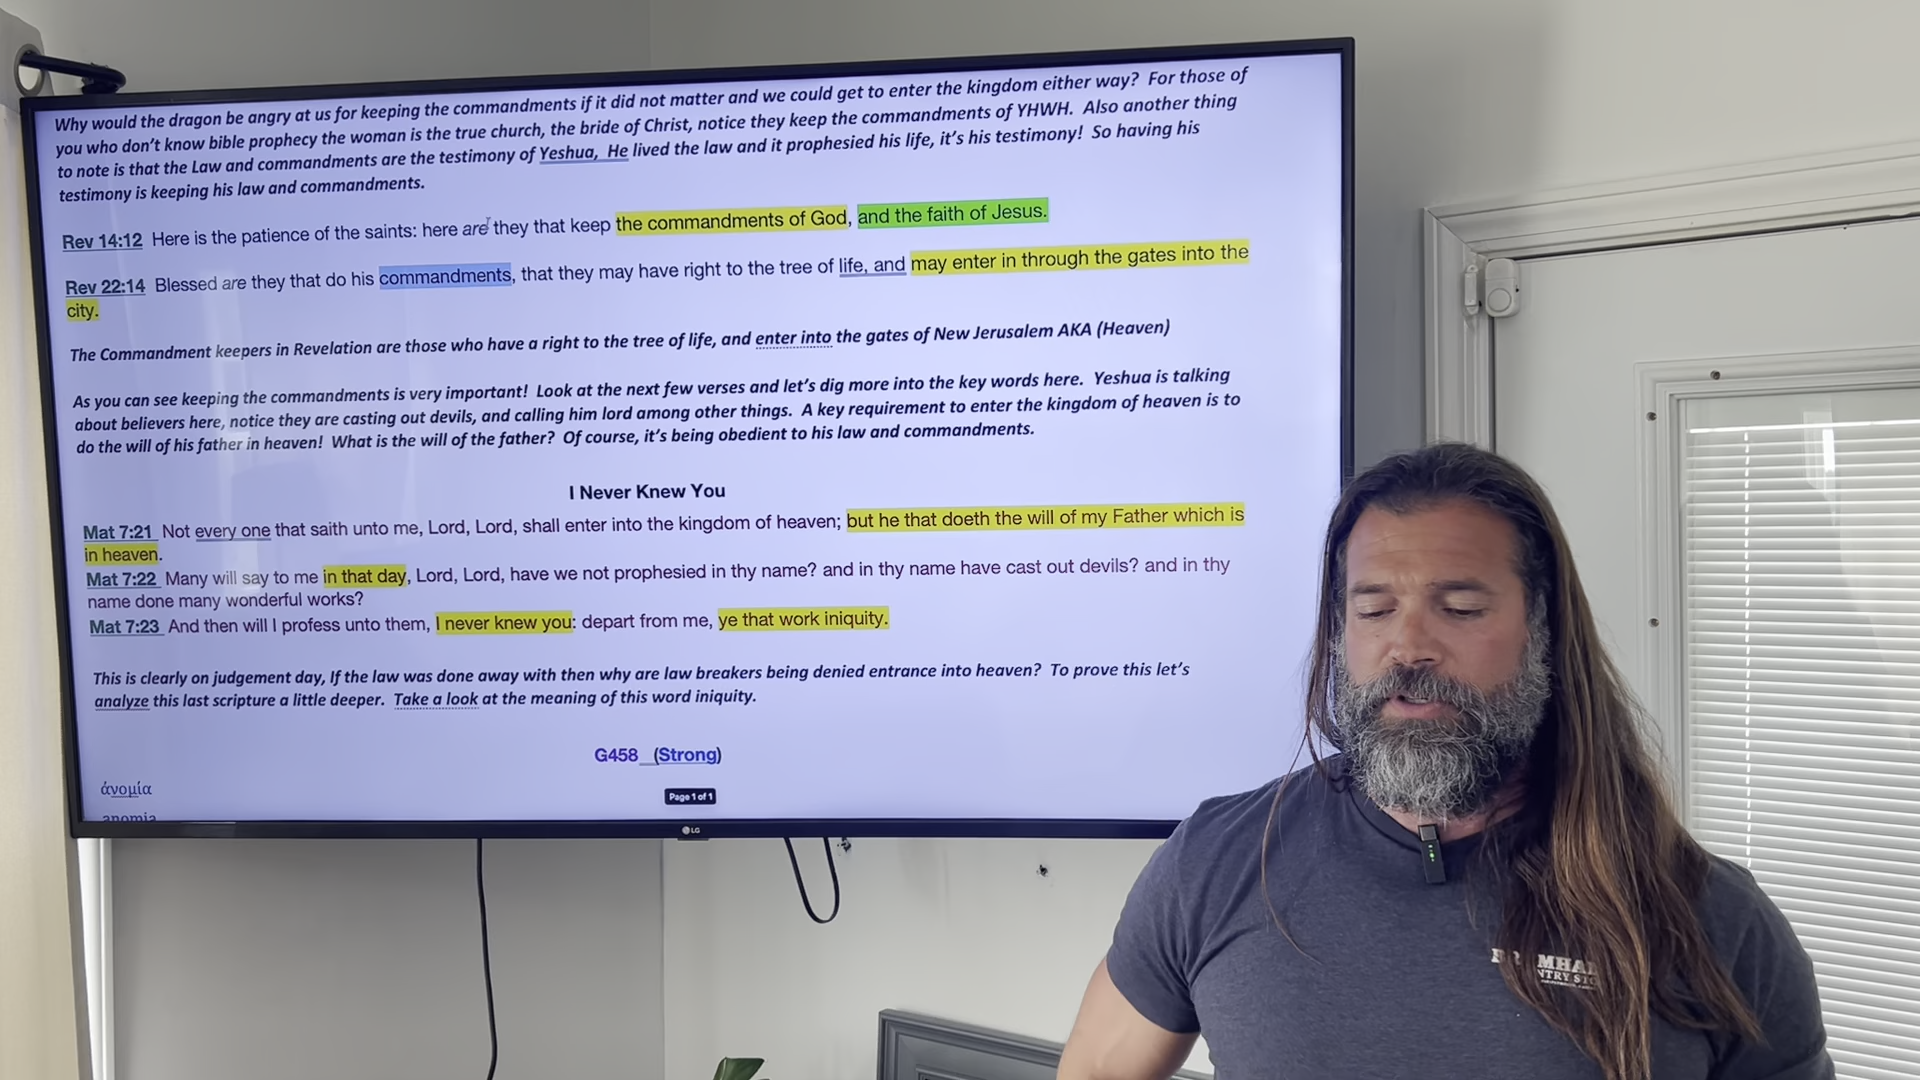 Why would the dragon be angry at us for keeping the commandments if it did not matter and we could get to enter the kingdom either way? For those of
you who don't know bible prophecy the woman is the true church, the bride of Christ, notice they keep the commandments of YHWH. Also another thing
to note is that the Law and commandments are the testimony of Yeshua, He lived the law and it prophesied his life, it's his testimony! So having his
testimony is keeping his law and commandments.
Rev 14:12 Here is the patience of the saints: here are they that keep the commandments of God, and the faith of Jesus.
Rev 22:14 Blessed are they that do his commandments, that they may have right to the tree of life, and may enter in through the gates into the
city.
The Commandment keepers in Revelation are those who have a right to the tree of life, and enter into the gates of New Jerusalem AKA (Heaven)
As you can see keeping the commandments is very important! Look at the next few verses and let's dig more into the key words here. Yeshua is talking
about believers here, notice they are casting out devils, and calling him lord among other things. A key requirement to enter the kingdom of heaven is to
do the will of his father in heaven! What is the will of the father? Of course, it's being obedient to his law and commandments.
I Never Knew You
Mat 7:21 Not every one that saith unto me, Lord, Lord, shall enter into the kingdom of heaven; but he that doeth the will of my Father which is
in heaven.
Mat 7:22 Many will say to me in that day, Lord, Lord, have we not prophesied in thy name? and in thy name have cast out devils? and in thy
name done many wonderful works?
Mat 7:23 And then will I profess unto them, I never knew you: depart from me, ye that work iniquity.
This is clearly on judgement day, If the law was done away with then why are law breakers being denied entrance into heaven? To prove this let's
analyze this last scripture a little deeper. Take a look at the meaning of this word iniquity.
G458 (Strong)
ἀνομία
anomia
Page 1 of 1
LG